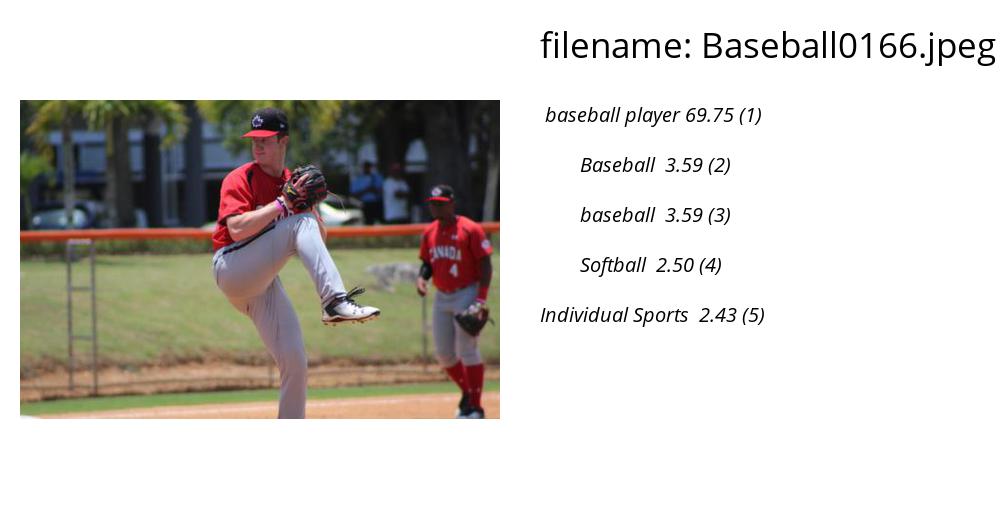 filename: Baseball0166.jpeg
baseball player 69.75 (1)
Baseball 3.59 (2)
baseball 3.59 (3)
Softball 2.50 (4)
Individual Sports 2.43 (5)
CANADA
4